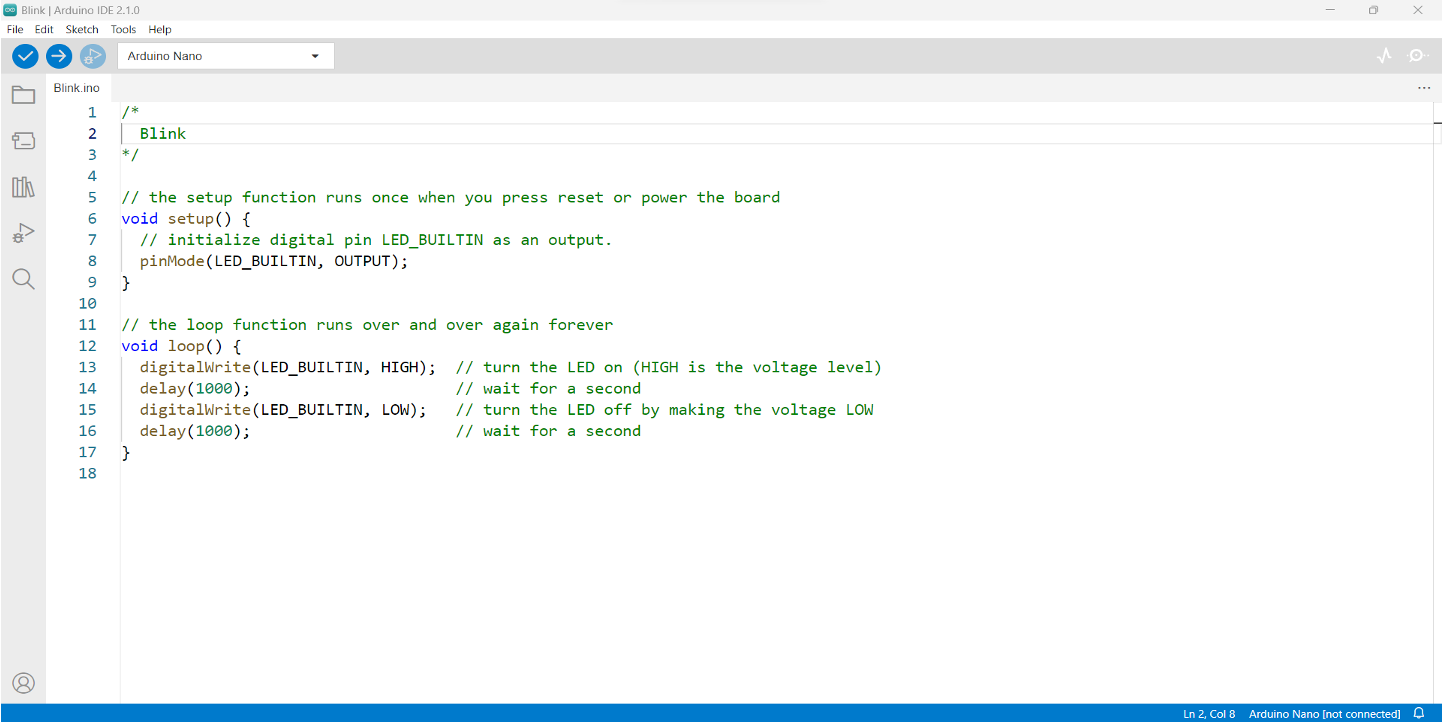 Blink | Arduino IDE 2.1.0
File Edit Sketch Tools Help
Arduino Nano
Blink.ino
1 /*
2   Blink
3 */
4
5 // the setup function runs once when you press reset or power the board
6 void setup() {
7   // initialize digital pin LED_BUILTIN as an output.
8   pinMode(LED_BUILTIN, OUTPUT);
9 }
10
11 // the loop function runs over and over again forever
12 void loop() {
13   digitalWrite(LED_BUILTIN, HIGH);  // turn the LED on (HIGH is the voltage level)
14   delay(1000);                      // wait for a second
15   digitalWrite(LED_BUILTIN, LOW);   // turn the LED off by making the voltage LOW
16   delay(1000);                      // wait for a second
17 }
18
Ln 2, Col 8 Arduino Nano [not connected]